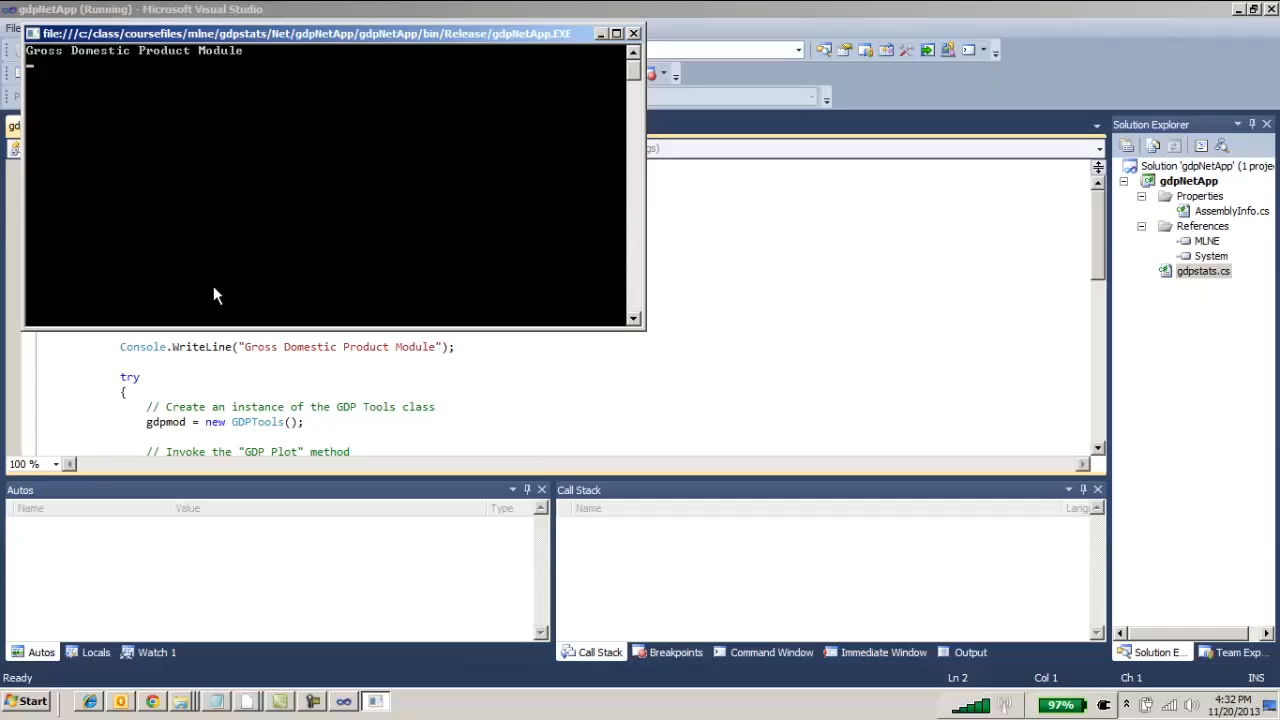 gdpNetApp (Running) - Microsoft Visual Studio
file:///c:/class/coursefiles/mlne/gdpstats/Net/gdpNetApp/gdpNetApp/bin/Release/gdpNetApp.EXE
Gross Domestic Product Module
Console.WriteLine("Gross Domestic Product Module");
try
{
// Create an instance of the GDP Tools class
gdpmod = new GDPTools();
// Invoke the "GDP Plot" method
100 %
Solution Explorer
Solution 'gdpNetApp' (1 proje
gdpNetApp
Properties
AssemblyInfo.cs
References
MLNE
System
gdpstats.cs
Autos
Name Value Type
Call Stack
Name Lang
Autos Locals Watch 1
Call Stack Breakpoints Command Window Immediate Window Output
Solution E... Team Exp...
Ready Ln 2 Col 1 Ch 1 INS
Start
97%
4:32 PM
11/20/2013